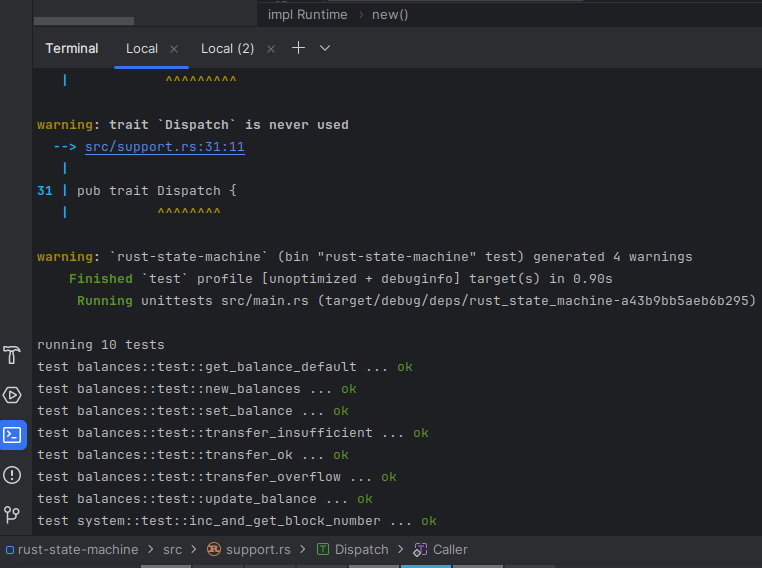 impl Runtime > new()
Terminal Local × Local (2) × +
| ^^^^^^^^^
warning: trait `Dispatch` is never used
--> src/support.rs:31:11
|
31 | pub trait Dispatch {
| ^^^^^^^^
warning: `rust-state-machine` (bin "rust-state-machine" test) generated 4 warnings
Finished `test` profile [unoptimized + debuginfo] target(s) in 0.90s
Running unittests src/main.rs (target/debug/deps/rust_state_machine-a43b9bb5aeb6b295)
running 10 tests
test balances::test::get_balance_default ... ok
test balances::test::new_balances ... ok
test balances::test::set_balance ... ok
test balances::test::transfer_insufficient ... ok
test balances::test::transfer_ok ... ok
test balances::test::transfer_overflow ... ok
test balances::test::update_balance ... ok
test system::test::inc_and_get_block_number ... ok
rust-state-machine > src > support.rs > Dispatch > Caller